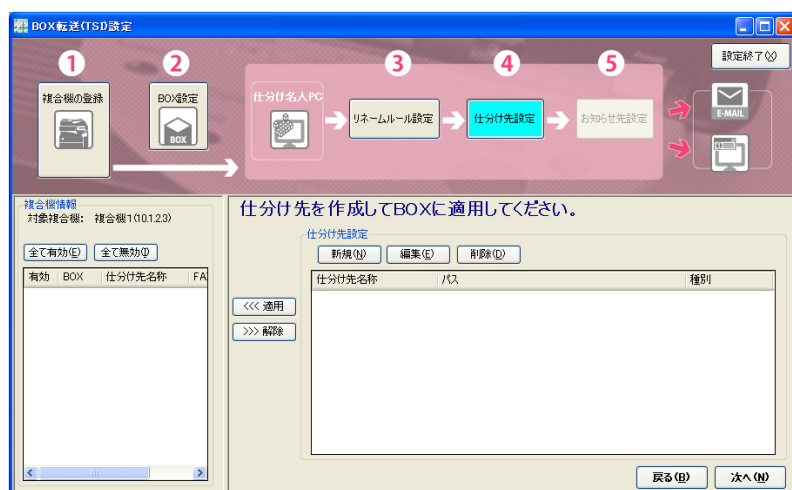 BOX転送(TSI)設定
設定終了(X)
1
2
3
4
5
複合機の登録
BOX設定
BOX
仕分け名人PC
リネームルール設定
仕分け先設定
お知らせ先設定
E-MAIL
複合機情報
対象複合機: 複合機1(10.1.2.3)
全て有効(E) 全て無効(I)
有効 BOX 仕分け先名称 FA
仕分け先を作成してBOXに適用してください。
仕分け先設定
新規(N) 編集(E) 削除(D)
仕分け先名称 パス 種別
<<< 適用
>>> 解除
戻る(B) 次へ(N)